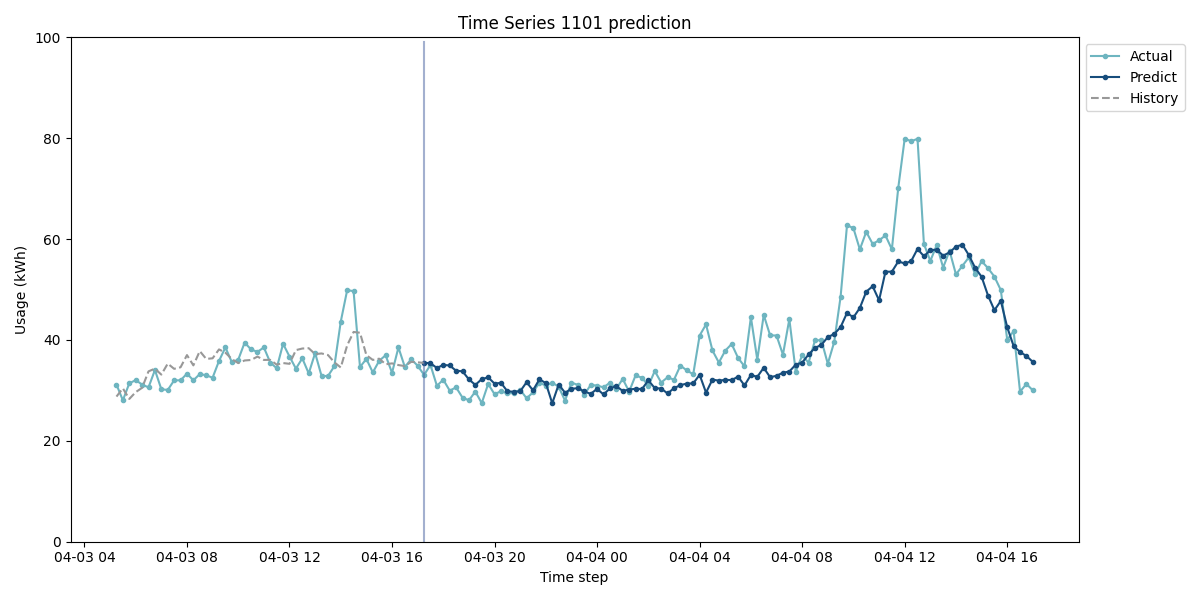 Time Series 1101 prediction
Usage (kWh)
100
80
60
40
20
0
04-03 04 04-03 08 04-03 12 04-03 16 04-03 20 04-04 00 04-04 04 04-04 08 04-04 12 04-04 16
Time step
Actual
Predict
History